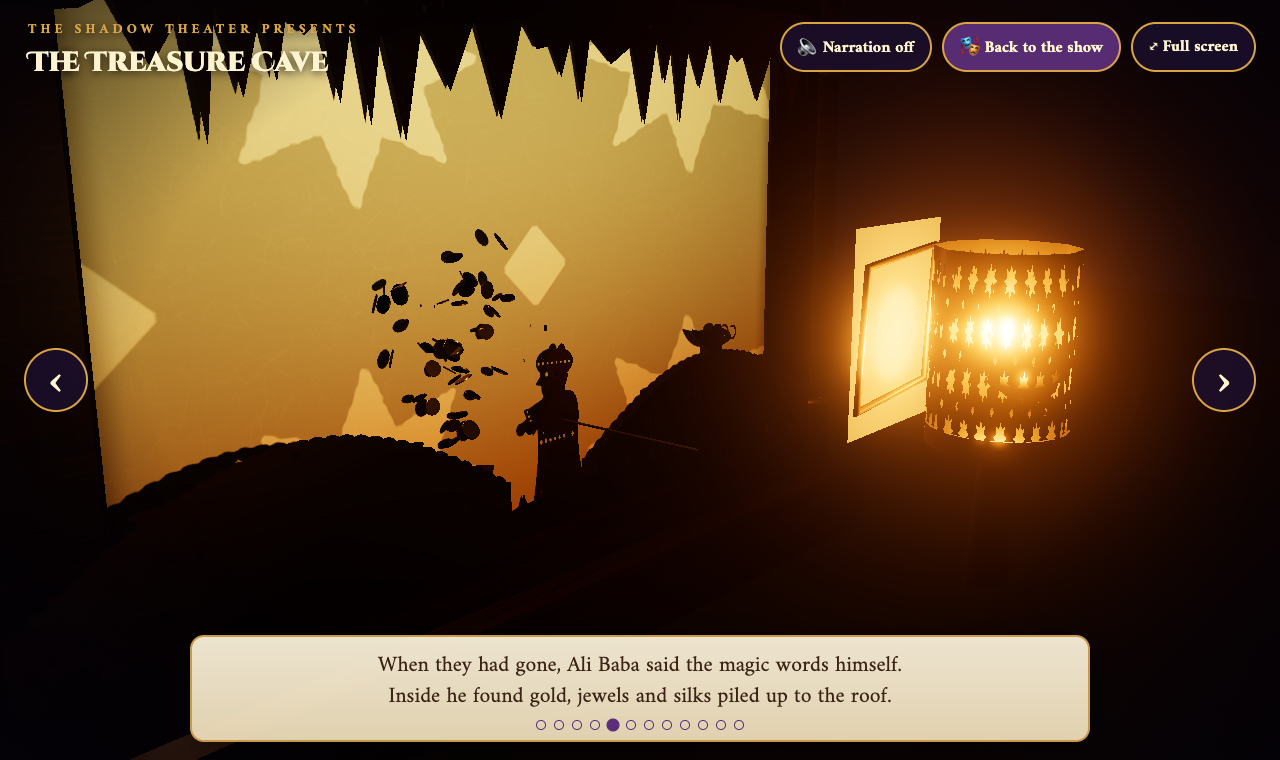 THE SHADOW THEATER PRESENTS
THE TREASURE CAVE
Narration off
Back to the show
Full screen
When they had gone, Ali Baba said the magic words himself.
Inside he found gold, jewels and silks piled up to the roof.